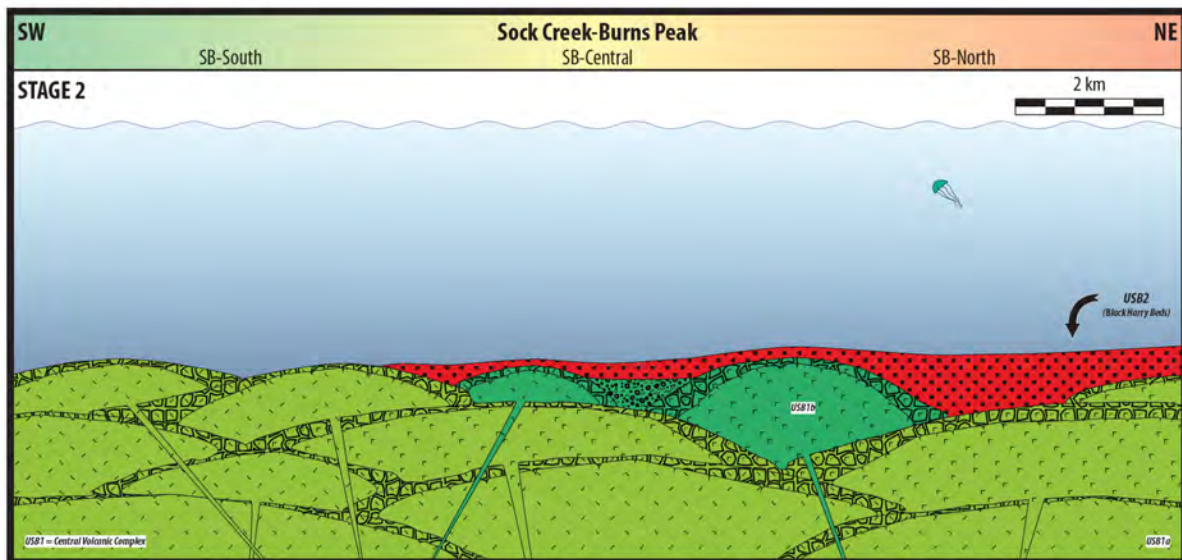 SW Sock Creek-Burns Peak NE
SB-South SB-Central SB-North
STAGE 2
2 km
USB2
(Black Harry Beds)
USB1b
USB1 = Central Volcanic Complex
USB1a